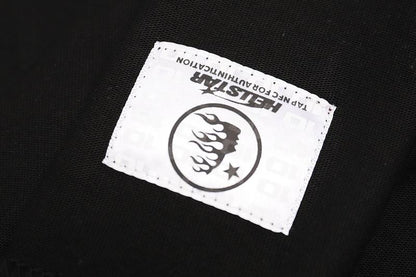 HELLSTAR
TAP NFC FOR AUTHINTICATION